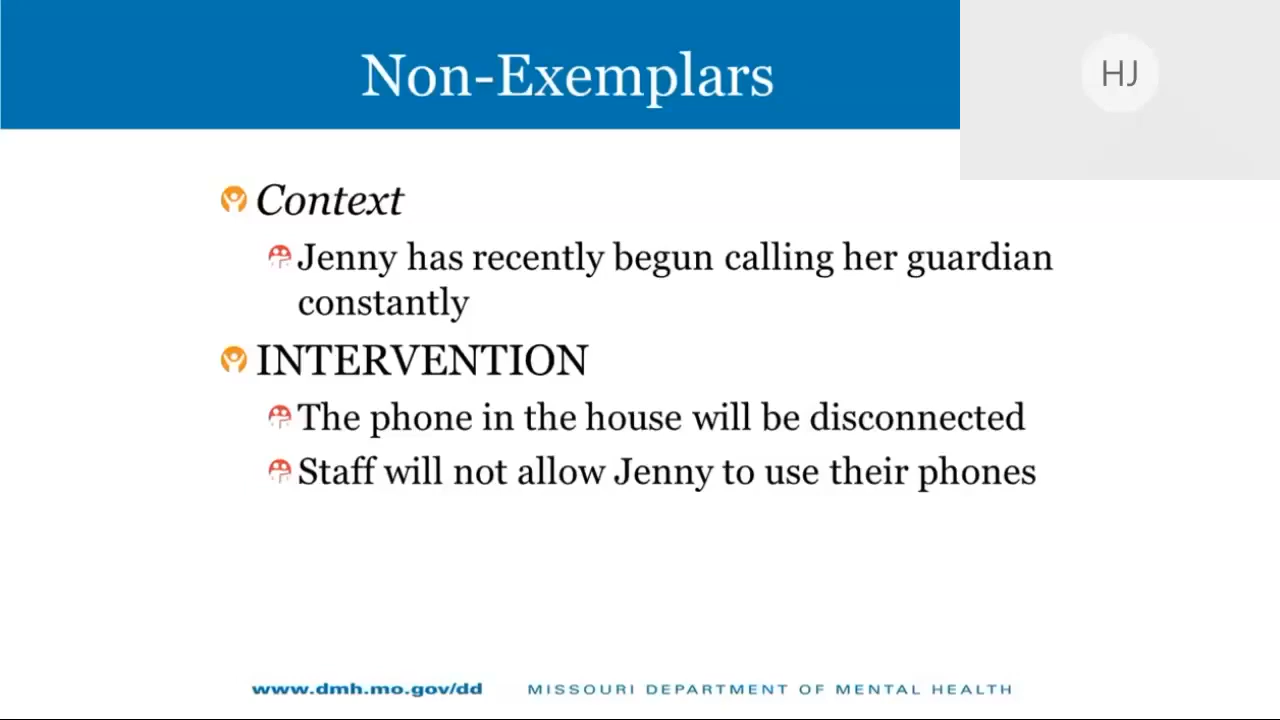 Non-Exemplars
HJ
Context
Jenny has recently begun calling her guardian
constantly
INTERVENTION
The phone in the house will be disconnected
Staff will not allow Jenny to use their phones
www.dmh.mo.gov/dd MISSOURI DEPARTMENT OF MENTAL HEALTH